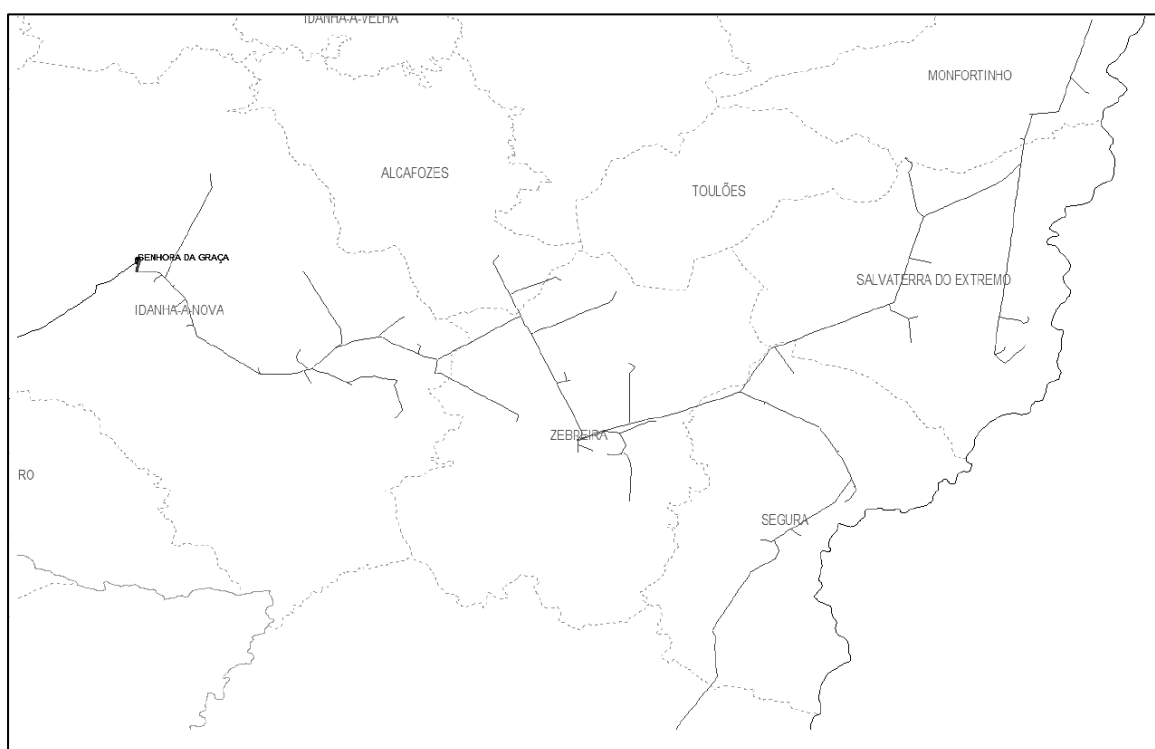 IDANHA-A-VELHA
MONFORTINHO
ALCAFOZES
TOULÕES
SENHORA DA GRAÇA
SALVATERRA DO EXTREMO
IDANHA-A-NOVA
ZEBREIRA
RO
SEGURA